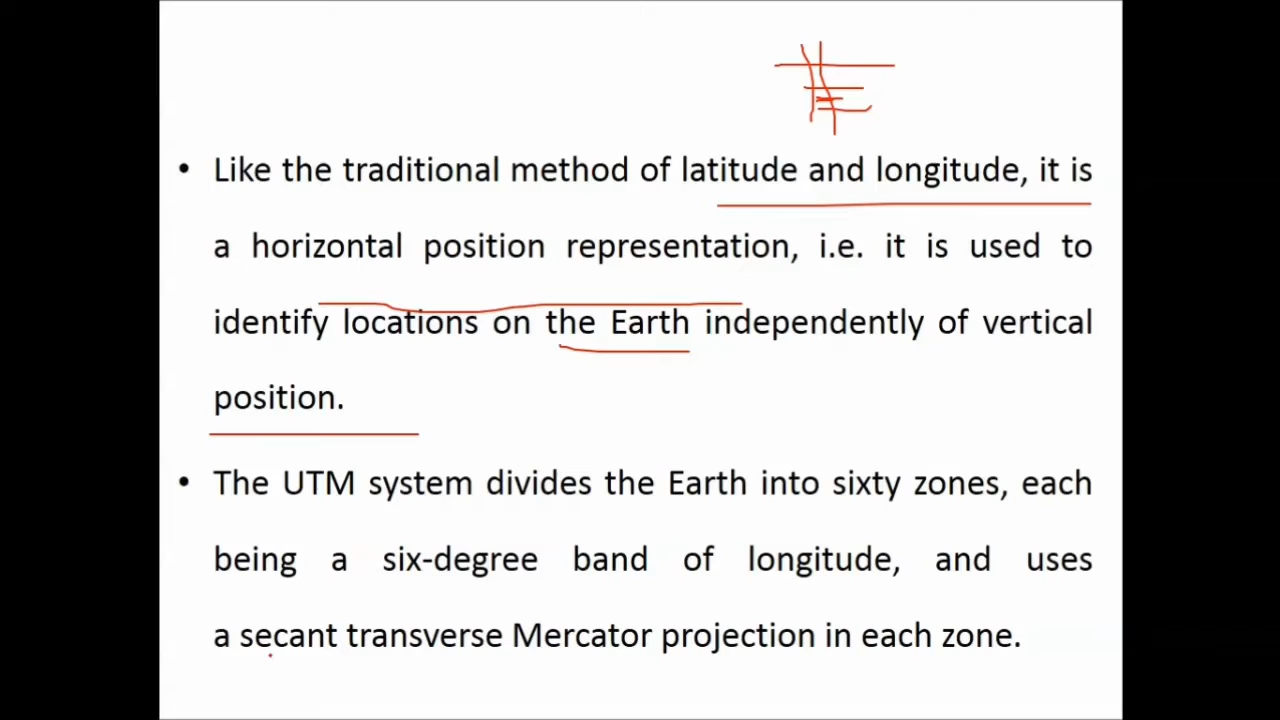 • Like the traditional method of latitude and longitude, it is
a horizontal position representation, i.e. it is used to
identify locations on the Earth independently of vertical
position.
• The UTM system divides the Earth into sixty zones, each
being a six-degree band of longitude, and uses
a secant transverse Mercator projection in each zone.